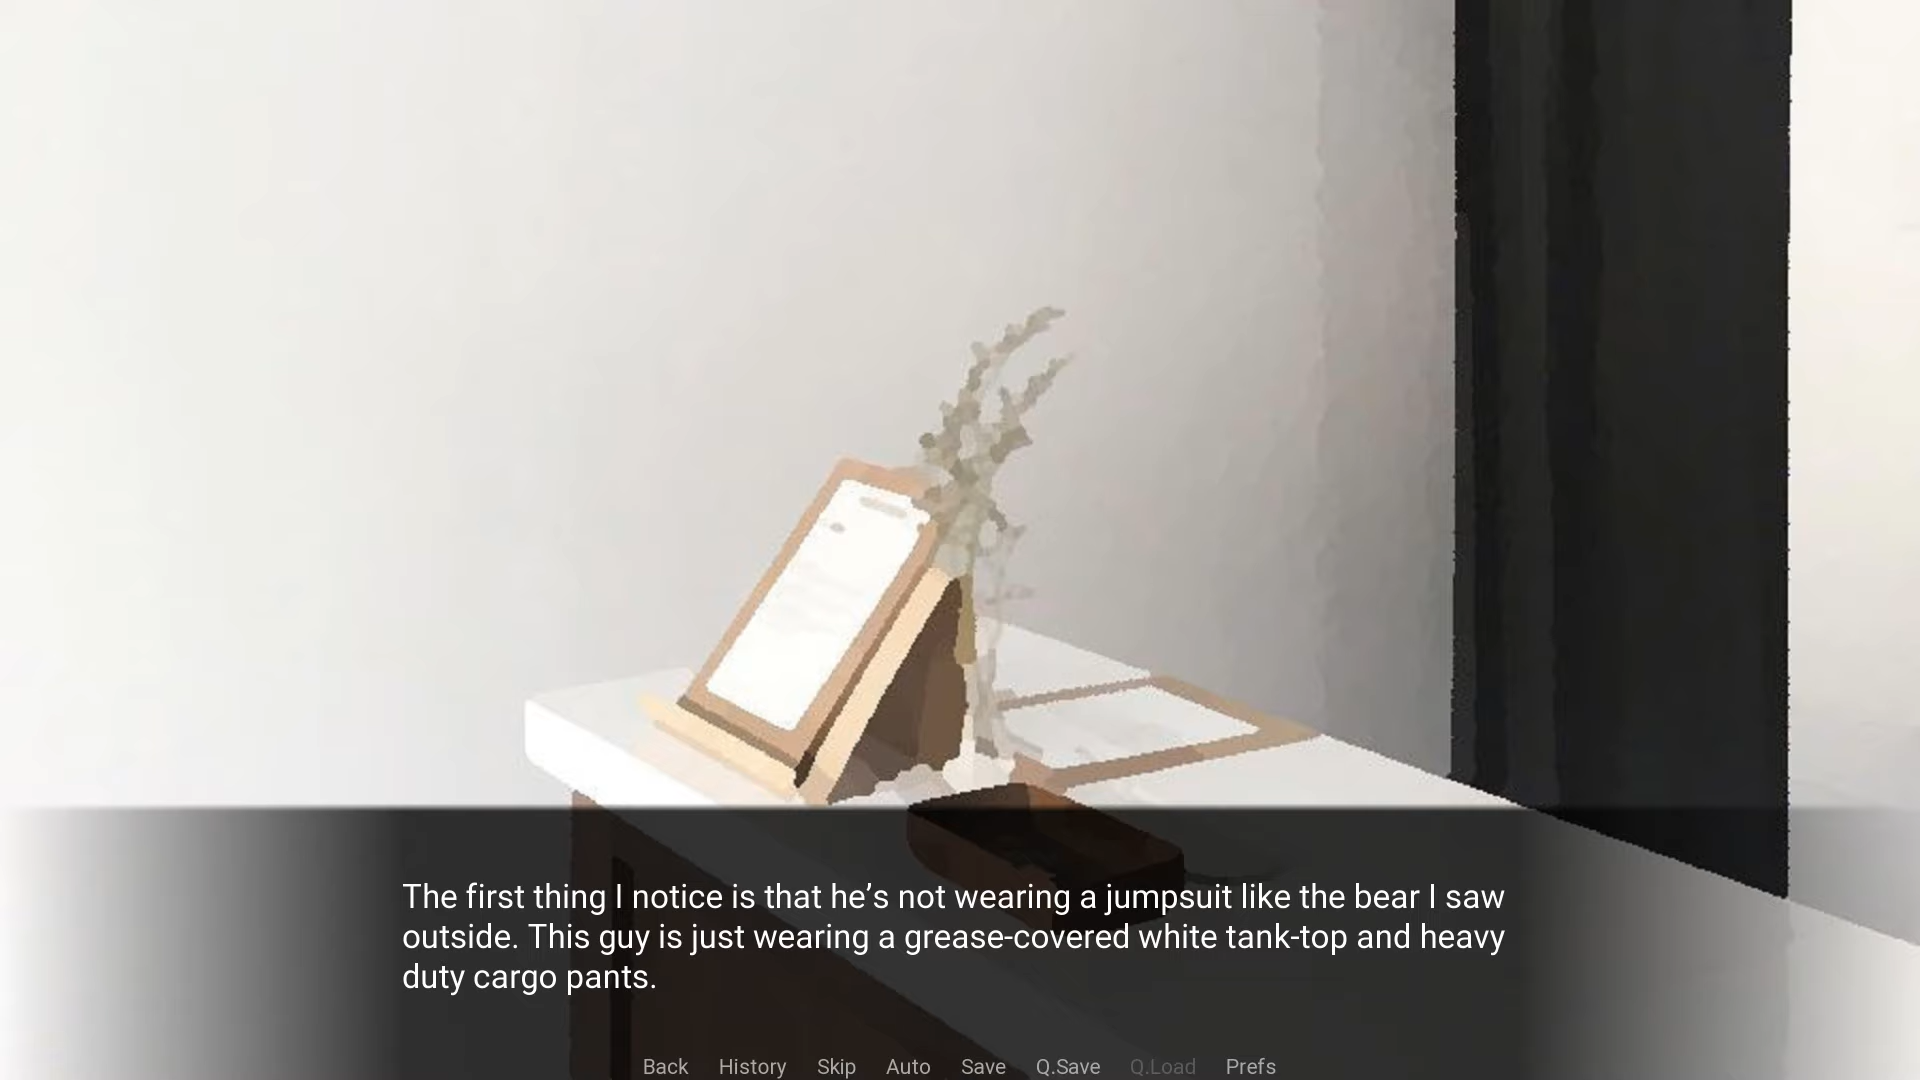 The first thing I notice is that he’s not wearing a jumpsuit like the bear I saw
outside. This guy is just wearing a grease-covered white tank-top and heavy
duty cargo pants.
Back History Skip Auto Save Q.Save Q.Load Prefs